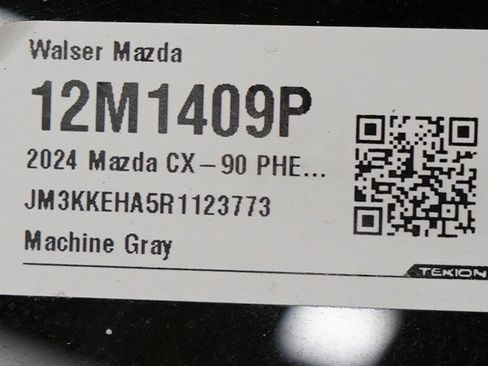 Walser Mazda
12M1409P
2024 Mazda CX-90 PHE...
JM3KKEHA5R1123773
Machine Gray
TEKION